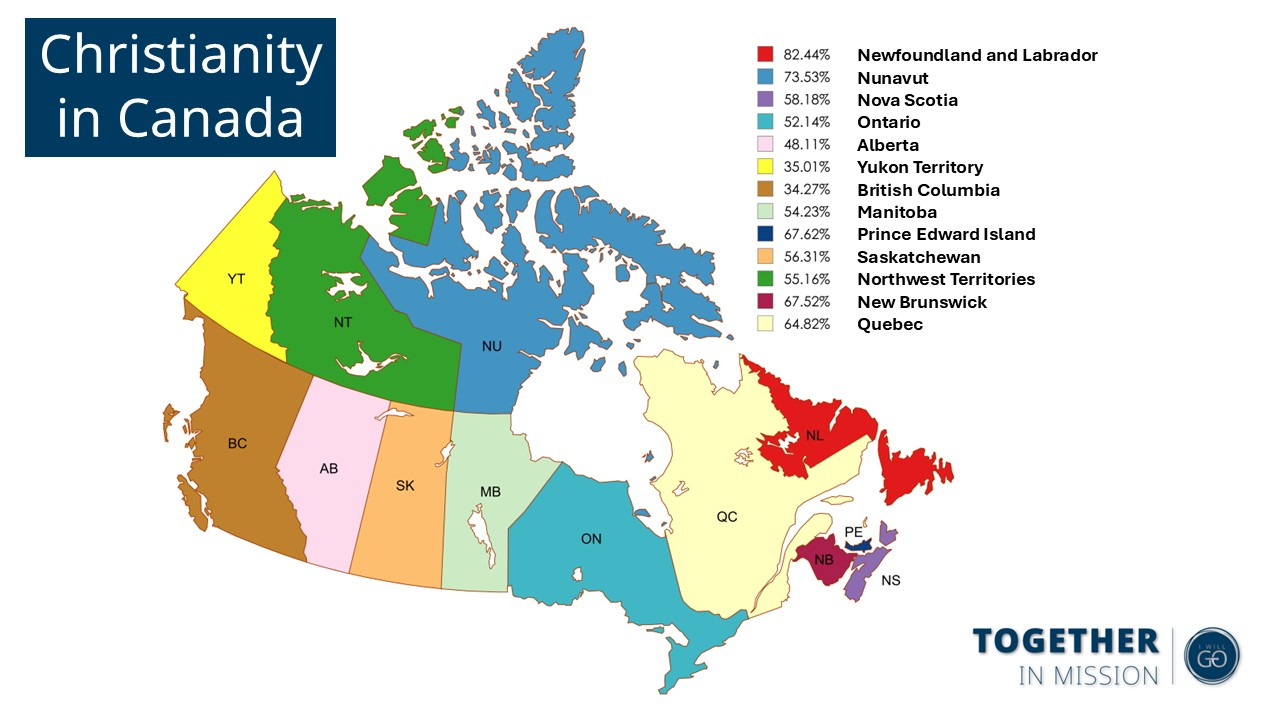 Christianity
in Canada
82.44% Newfoundland and Labrador
73.53% Nunavut
58.18% Nova Scotia
52.14% Ontario
48.11% Alberta
35.01% Yukon Territory
34.27% British Columbia
54.23% Manitoba
67.62% Prince Edward Island
56.31% Saskatchewan
55.16% Northwest Territories
67.52% New Brunswick
64.82% Quebec
YT
NT
NU
BC
AB
SK
MB
ON
QC
NL
PE
NB
NS
TOGETHER
IN MISSION
I WILL
GO